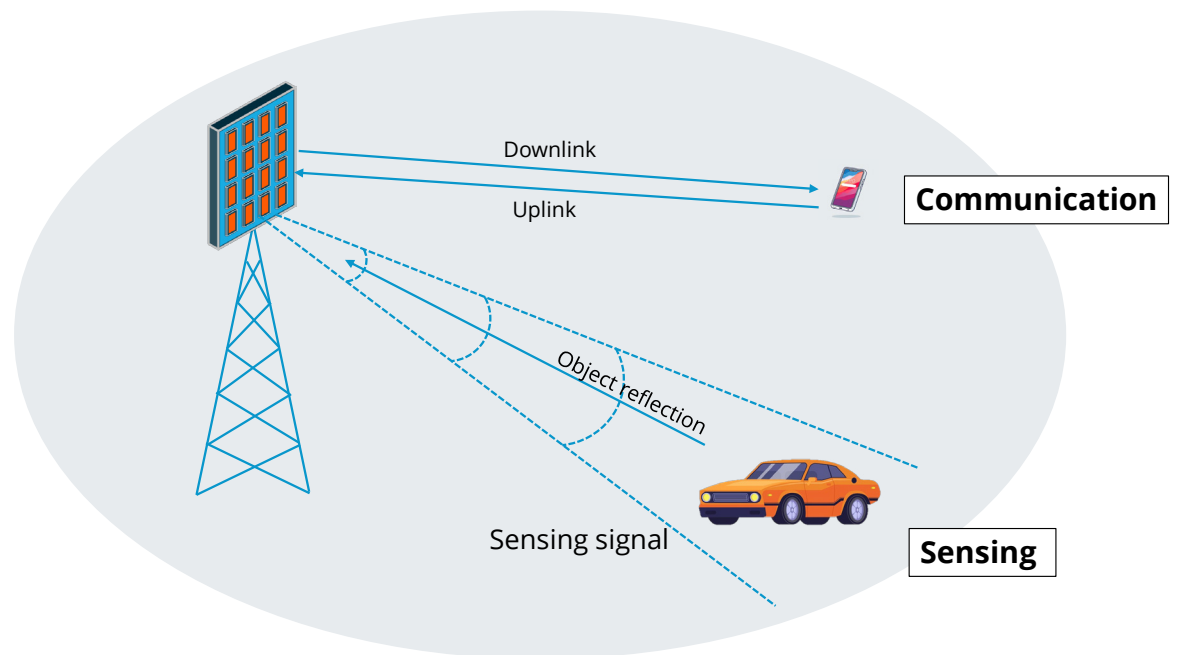 Downlink
Uplink
Communication
Object reflection
Sensing signal
Sensing